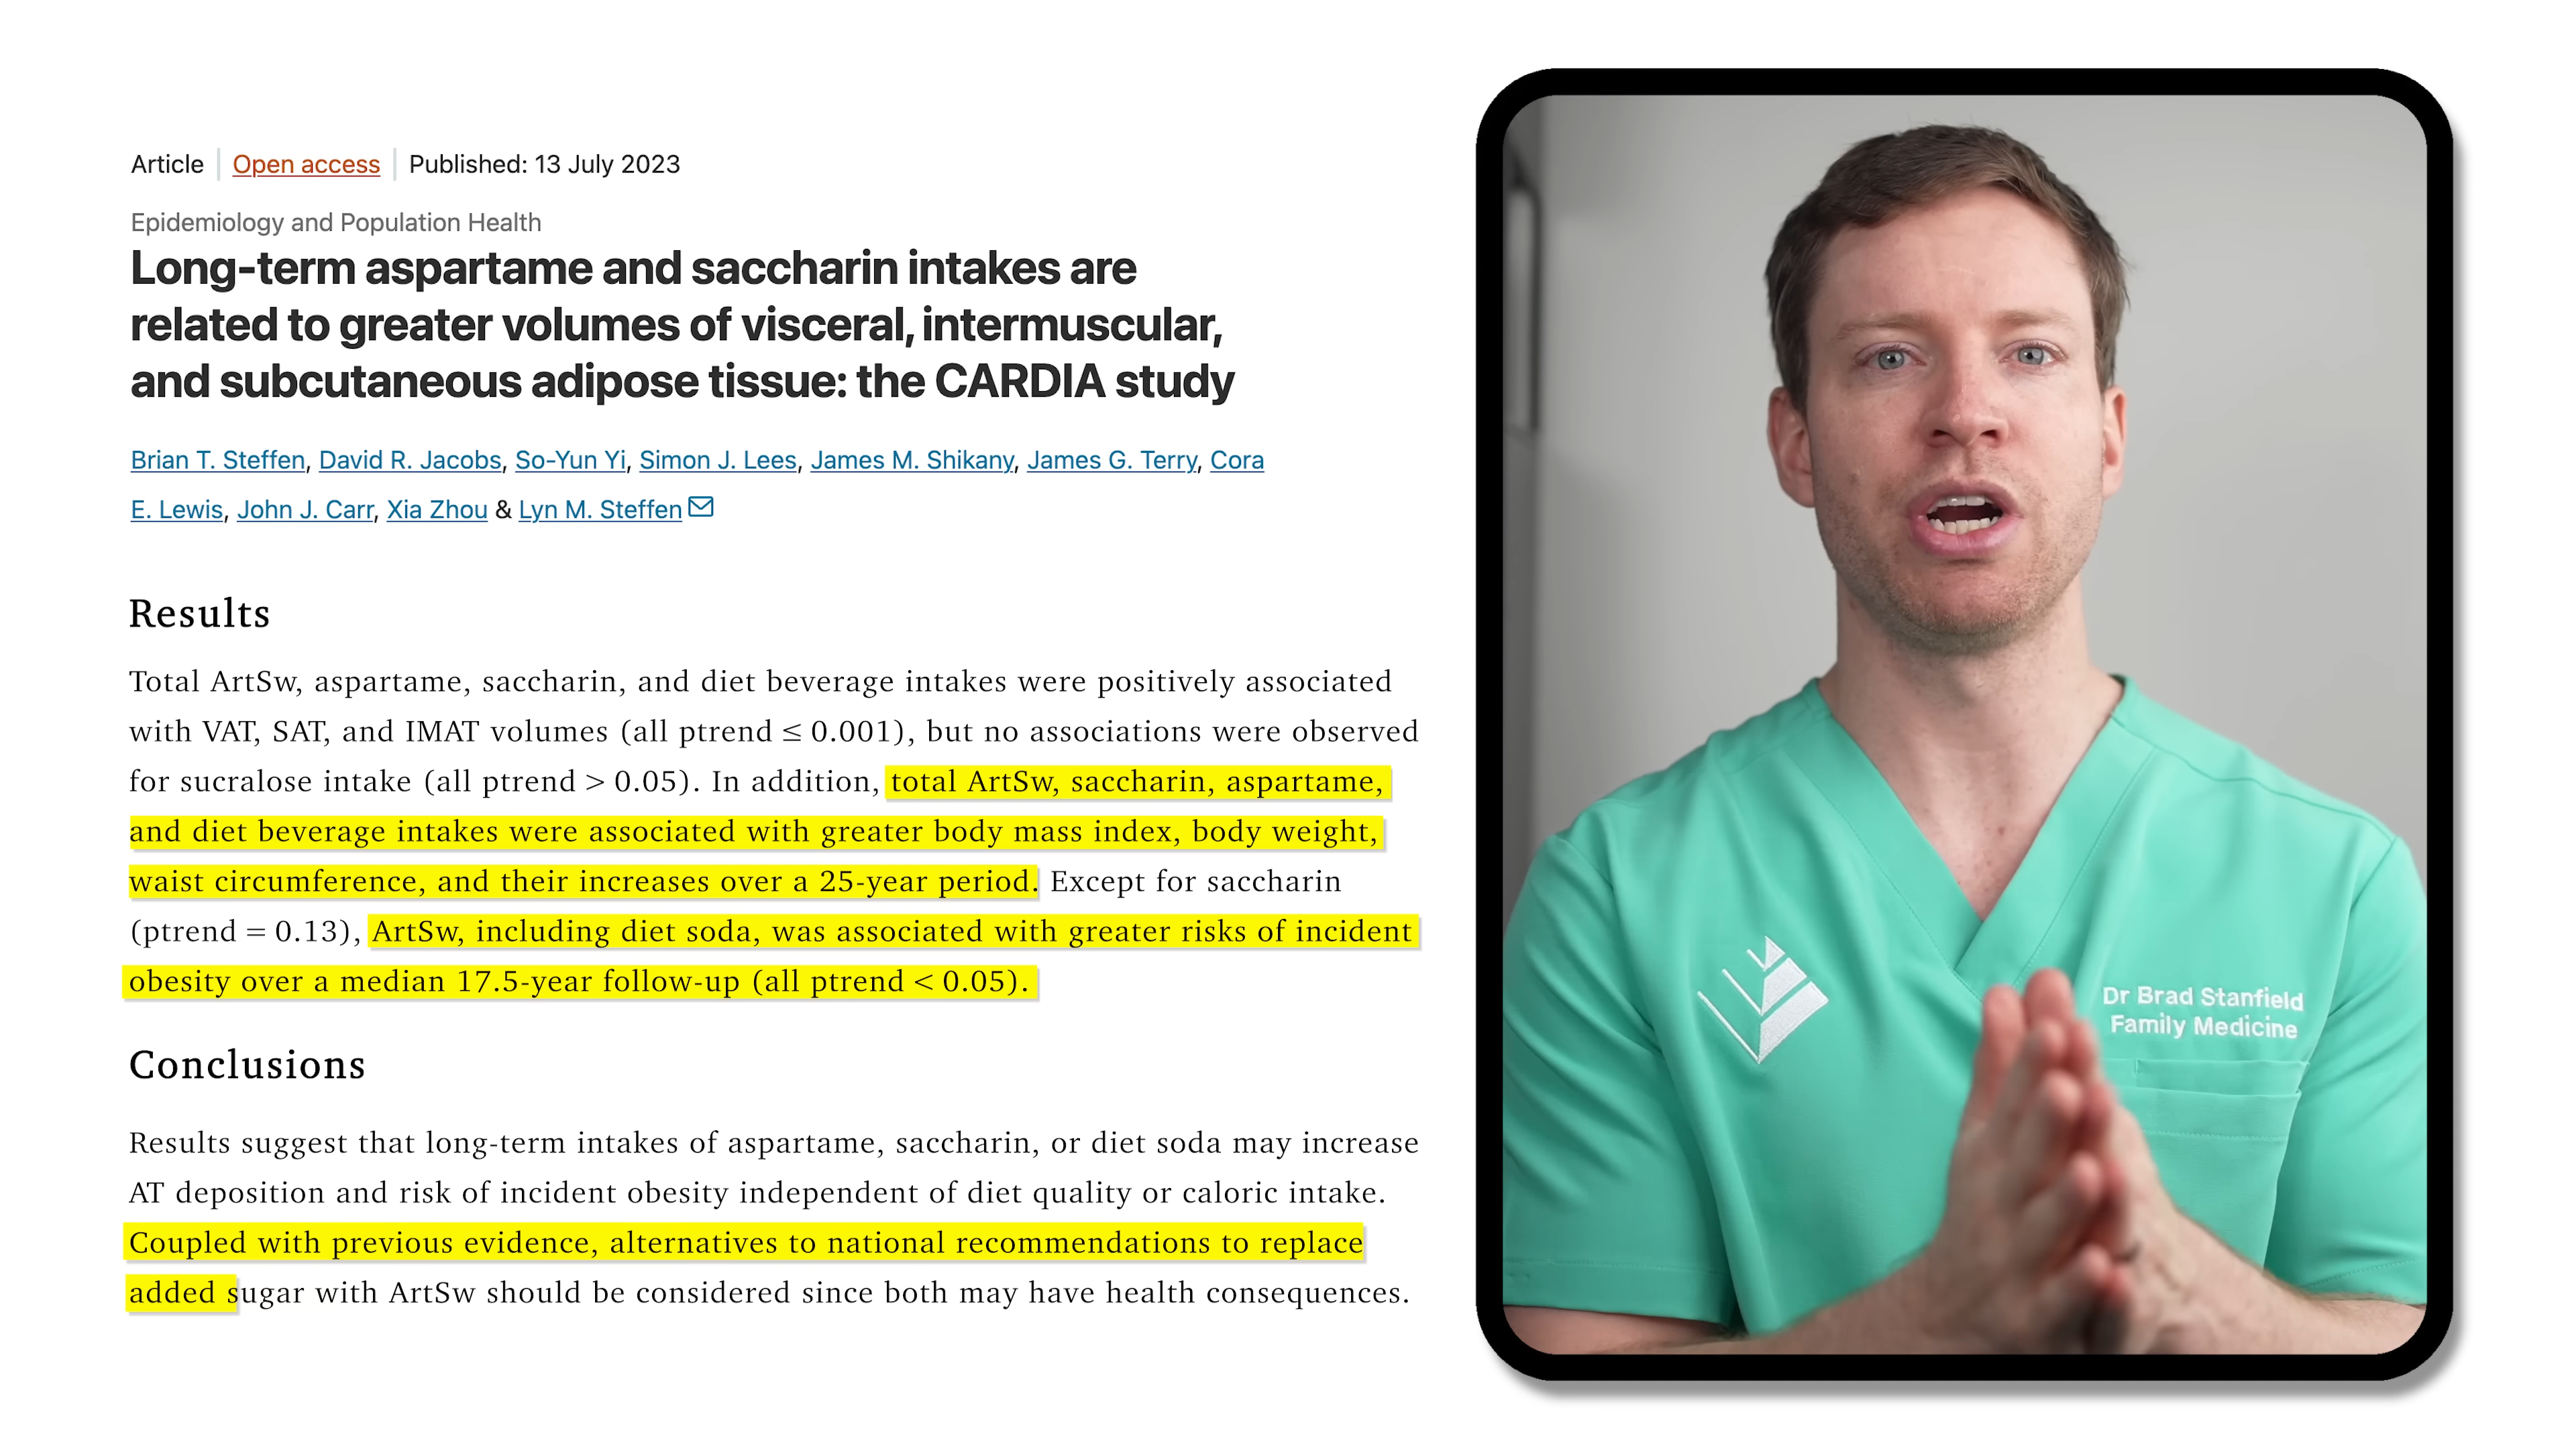 Article | Open access | Published: 13 July 2023
Epidemiology and Population Health
Long-term aspartame and saccharin intakes are
related to greater volumes of visceral, intermuscular,
and subcutaneous adipose tissue: the CARDIA study
Brian T. Steffen, David R. Jacobs, So-Yun Yi, Simon J. Lees, James M. Shikany, James G. Terry, Cora
E. Lewis, John J. Carr, Xia Zhou & Lyn M. Steffen
Results
Total ArtSw, aspartame, saccharin, and diet beverage intakes were positively associated
with VAT, SAT, and IMAT volumes (all ptrend ≤ 0.001), but no associations were observed
for sucralose intake (all ptrend > 0.05). In addition, total ArtSw, saccharin, aspartame,
and diet beverage intakes were associated with greater body mass index, body weight,
waist circumference, and their increases over a 25-year period. Except for saccharin
(ptrend = 0.13), ArtSw, including diet soda, was associated with greater risks of incident
obesity over a median 17.5-year follow-up (all ptrend < 0.05).
Conclusions
Results suggest that long-term intakes of aspartame, saccharin, or diet soda may increase
AT deposition and risk of incident obesity independent of diet quality or caloric intake.
Coupled with previous evidence, alternatives to national recommendations to replace
added sugar with ArtSw should be considered since both may have health consequences.
Dr Brad Stanfield
Family Medicine